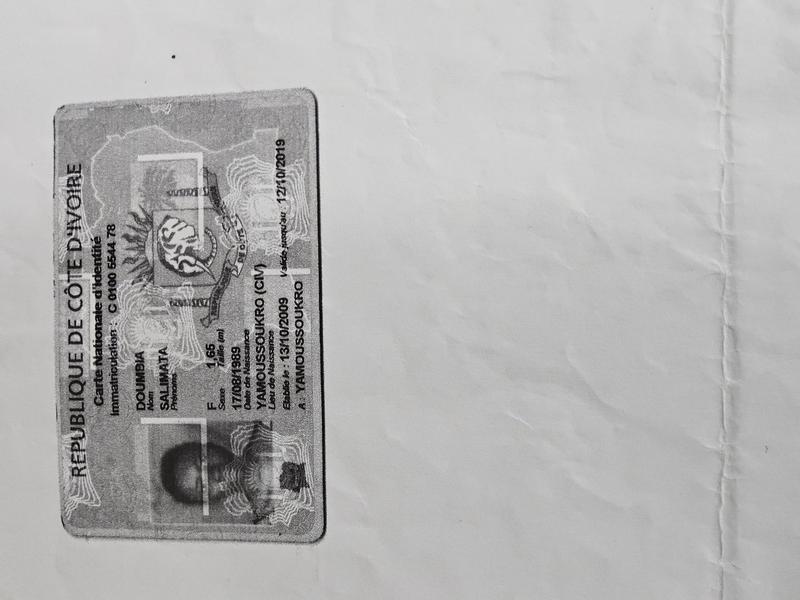 REPUBLIQUE DE CÔTE D'IVOIRE
Carte Nationale d'Identité
Immatriculation : C 0100 5544 78
DOUMBIA
Nom
SALIMATA
Prénoms
F 1,65
Sexe Taille (m)
17/08/1989
Date de Naissance
YAMOUSSOUKRO (CIV)
Lieu de Naissance
Etablie le : 13/10/2009 Valide jusqu'au : 12/10/2019
A : YAMOUSSOUKRO